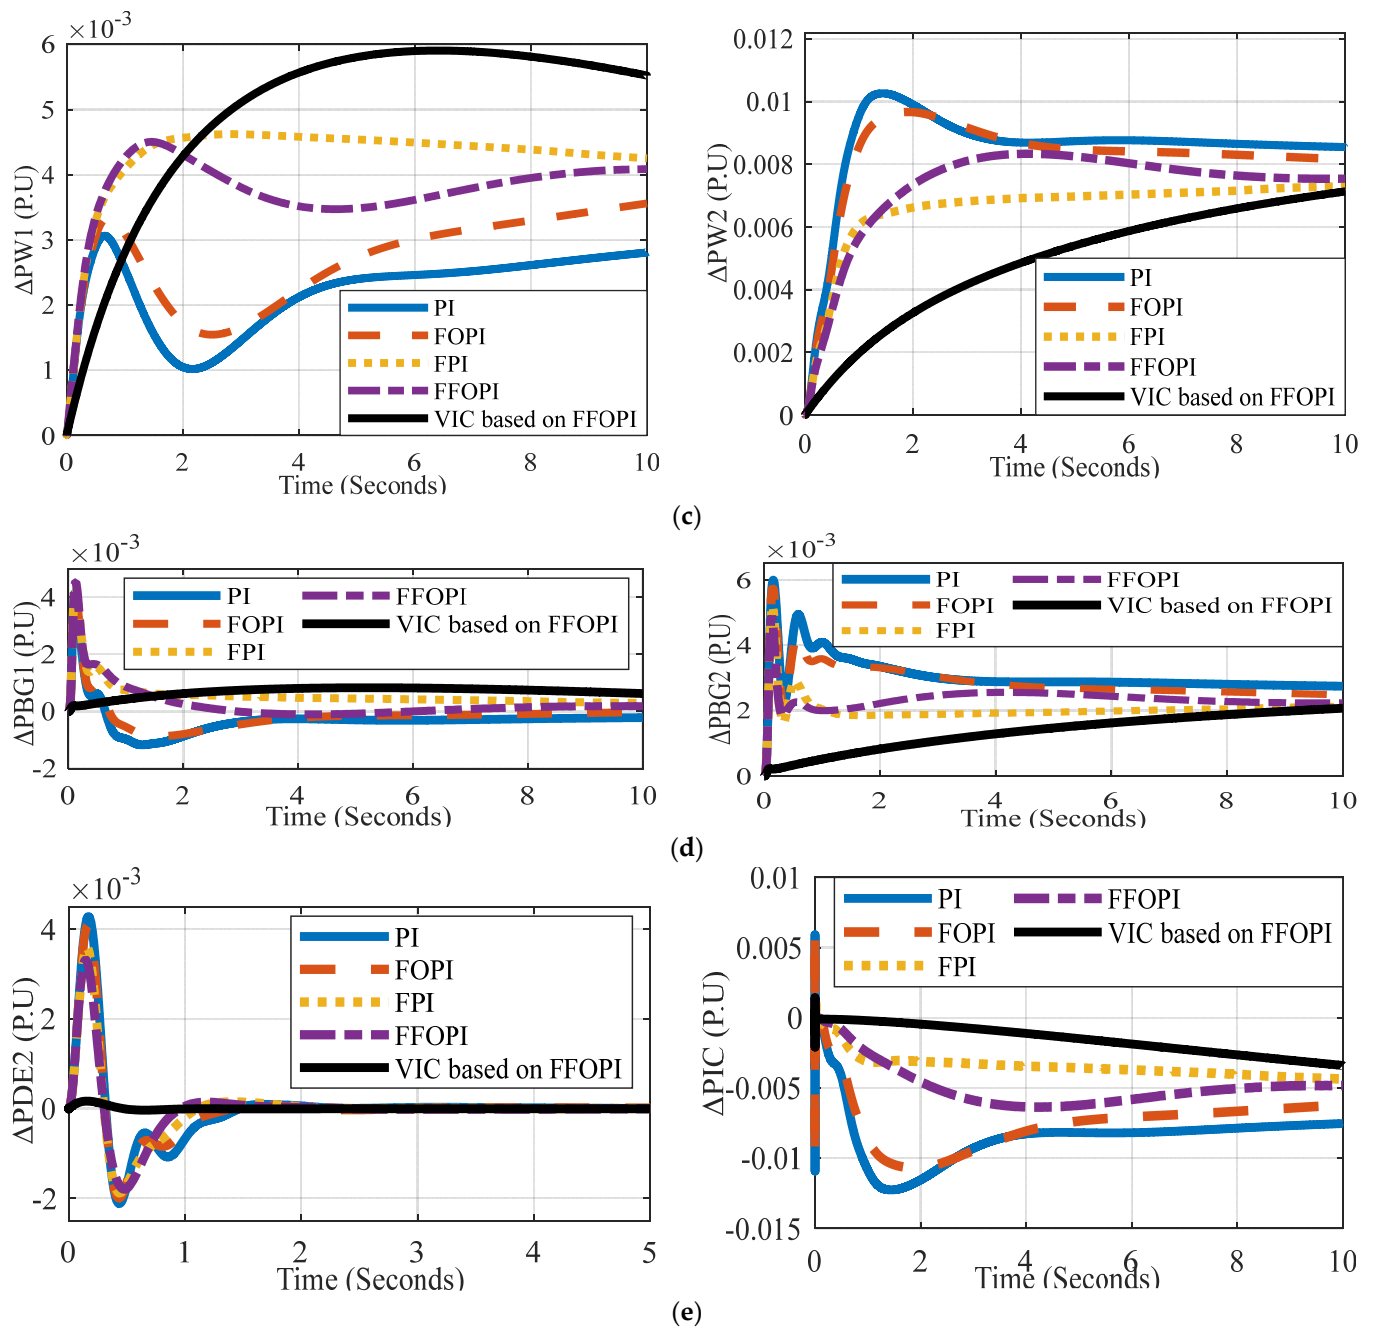 ×10-3
6
5
4
3
2
1
0
ΔPW1 (P.U)
PI
FOPI
FPI
FFOPI
VIC based on FFOPI
0 2 4 6 8 10
Time (Seconds)
0.012
0.01
0.008
0.006
0.004
0.002
0
ΔPW2 (P.U)
PI
FOPI
FPI
FFOPI
VIC based on FFOPI
0 2 4 6 8 10
Time (Seconds)
(c)
×10-3
4
2
0
-2
ΔPBG1 (P.U)
PI FFOPI
FOPI VIC based on FFOPI
FPI
0 2 4 6 8 10
Time (Seconds)
×10-3
6
4
2
0
ΔPBG2 (P.U)
PI FFOPI
FOPI VIC based on FFOPI
FPI
0 2 4 6 8 10
Time (Seconds)
(d)
×10-3
4
2
0
-2
ΔPDE2 (P.U)
PI
FOPI
FPI
FFOPI
VIC based on FFOPI
0 1 2 3 4 5
Time (Seconds)
0.01
0.005
0
-0.005
-0.01
-0.015
ΔPIC (P.U)
PI FFOPI
FOPI VIC based on FFOPI
FPI
0 2 4 6 8 10
Time (Seconds)
(e)